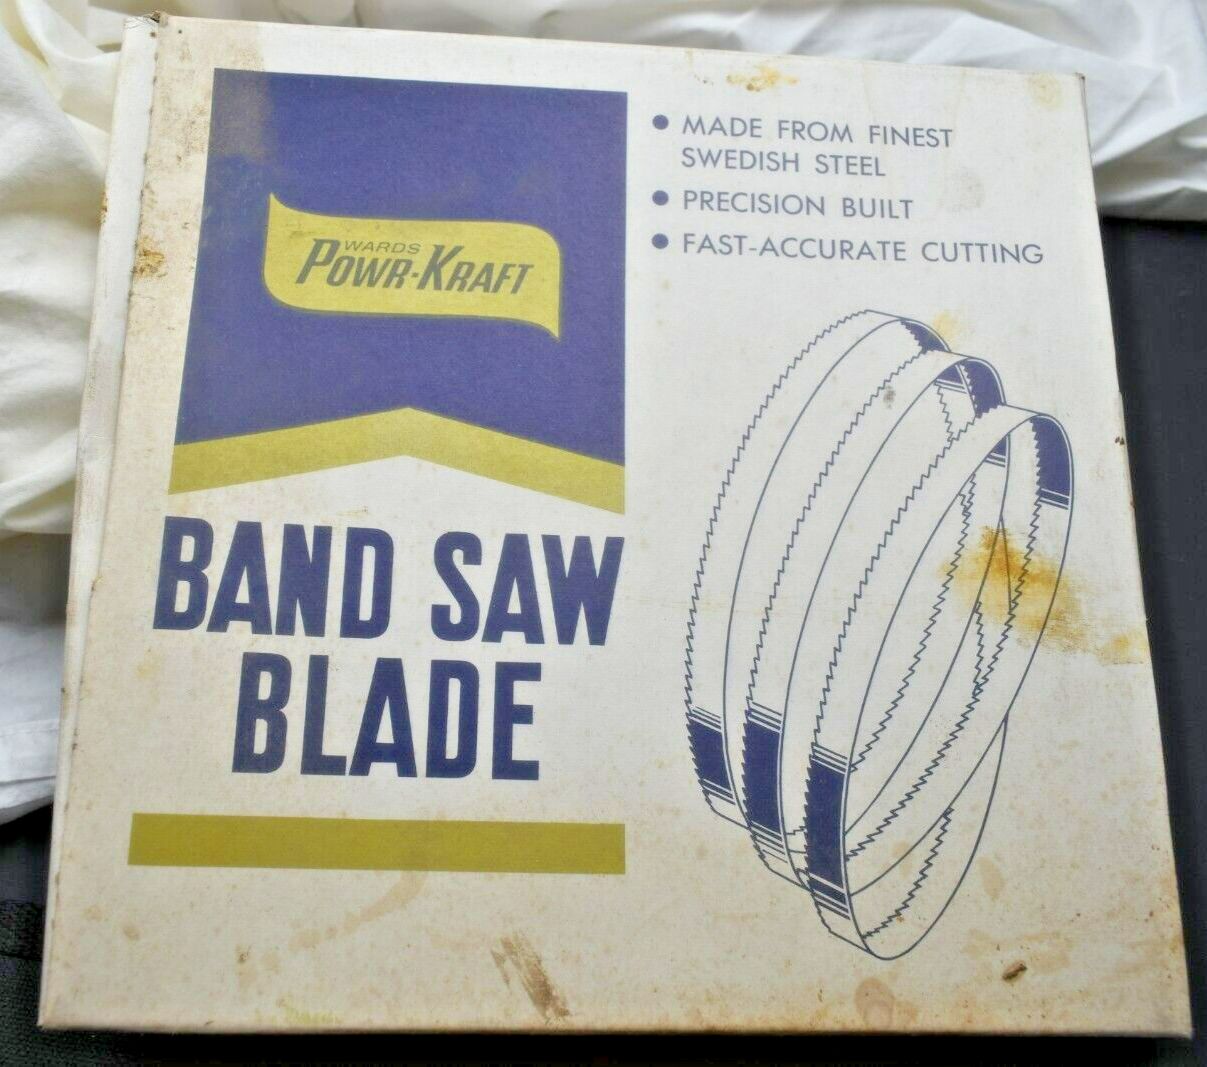 WARDS
POWR-KRAFT
BAND SAW
BLADE
● MADE FROM FINEST
SWEDISH STEEL
● PRECISION BUILT
● FAST-ACCURATE CUTTING